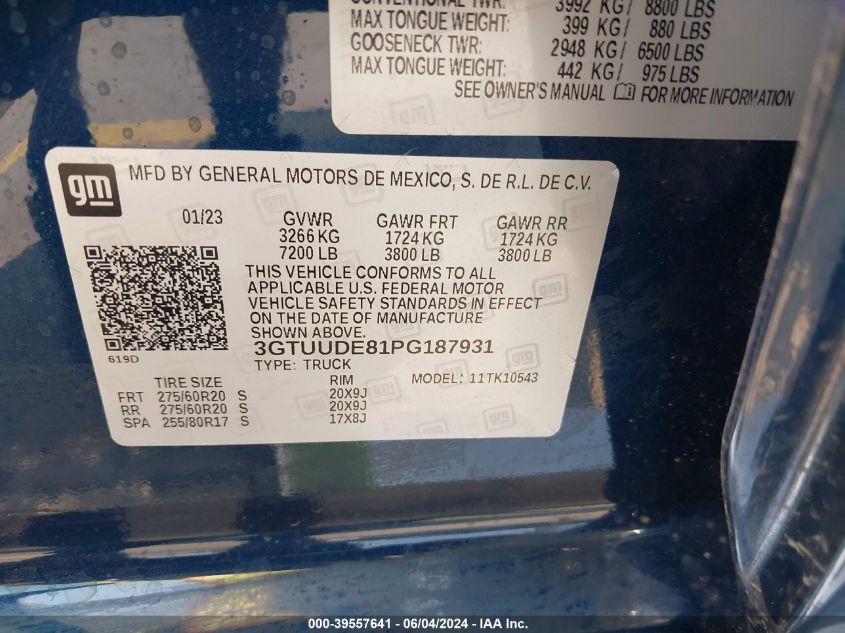 CONVENTIONAL TWR: 3992 KG/ 8800 LBS
MAX TONGUE WEIGHT: 399 KG/ 880 LBS
GOOSENECK TWR: 2948 KG/ 6500 LBS
MAX TONGUE WEIGHT: 442 KG/ 975 LBS
SEE OWNER'S MANUAL FOR MORE INFORMATION
gm MFD BY GENERAL MOTORS DE MEXICO, S. DE R.L. DE C.V.
01/23 GVWR GAWR FRT GAWR RR
3266 KG 1724 KG 1724 KG
7200 LB 3800 LB 3800 LB
THIS VEHICLE CONFORMS TO ALL
APPLICABLE U.S. FEDERAL MOTOR
VEHICLE SAFETY STANDARDS IN EFFECT
ON THE DATE OF MANUFACTURE
SHOWN ABOVE.
619D 3GTUUDE81PG187931
TYPE: TRUCK MODEL: 11TK10543
TIRE SIZE RIM
FRT 275/60R20 S 20X9J
RR 275/60R20 S 20X9J
SPA 255/80R17 S 17X8J
000-39557641 - 06/04/2024 - IAA Inc.